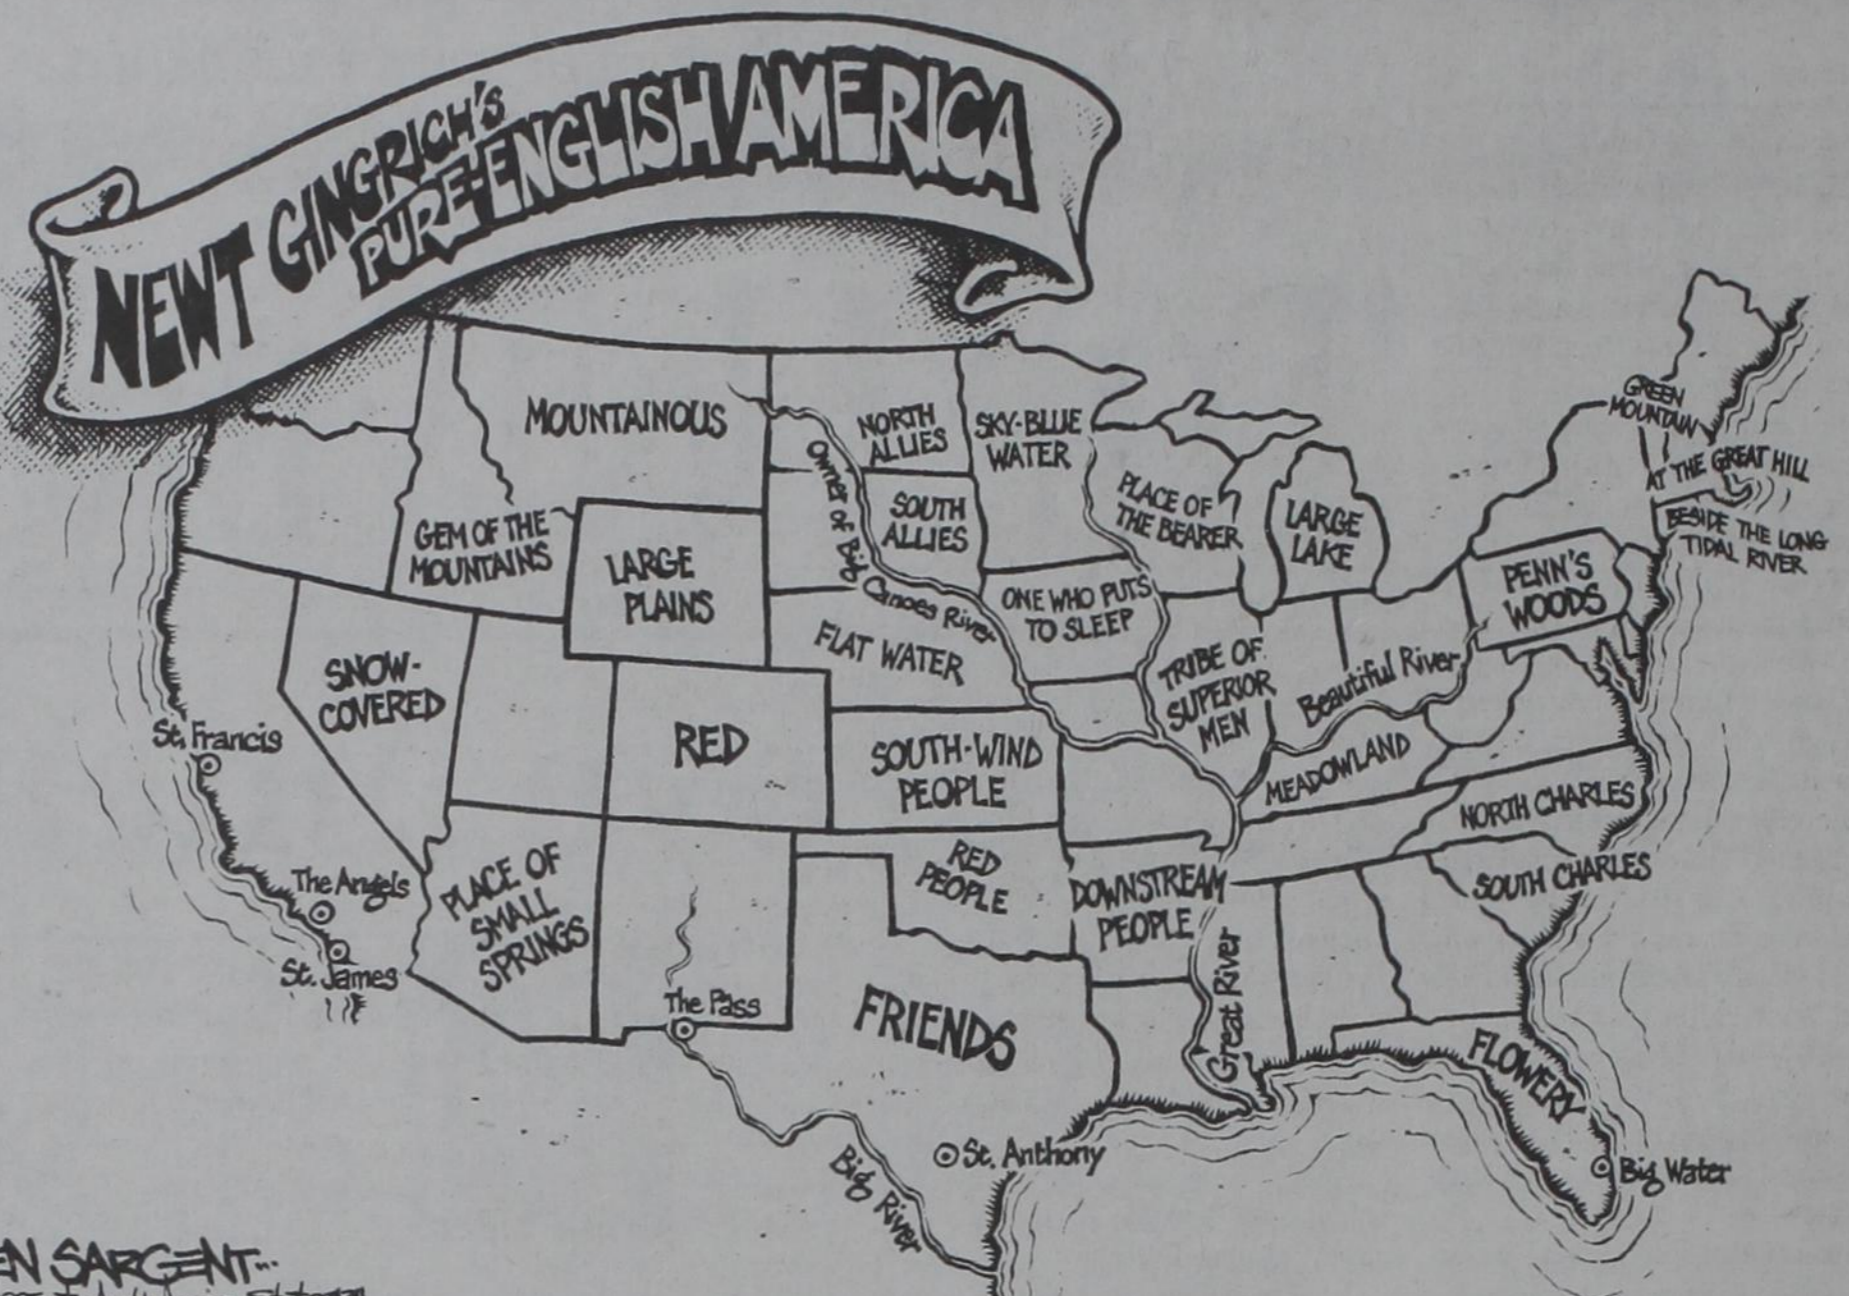 NEWT GINGRICH'S
PURE-ENGLISH AMERICA
MOUNTAINOUS
NORTH
ALLIES
SKY-BLUE
WATER
GREEN
MOUNTAIN
AT THE GREAT HILL
BESIDE THE LONG
TIDAL RIVER
GEM OF THE
MOUNTAINS
LARGE
PLAINS
Owner of Big Canoes River
SOUTH
ALLIES
PLACE OF
THE BEARER
LARGE
LAKE
PENN'S
WOODS
ONE WHO PUTS
TO SLEEP
FLAT WATER
SNOW-
COVERED
TRIBE OF
SUPERIOR
MEN
Beautiful River
St. Francis
RED
SOUTH-WIND
PEOPLE
MEADOWLAND
NORTH CHARLES
The Angels
PLACE OF
SMALL
SPRINGS
RED
PEOPLE
DOWNSTREAM
PEOPLE
SOUTH CHARLES
St. James
The Pass
FRIENDS
Great River
FLOWERY
St. Anthony
Big River
Big Water
EN SARGENT...